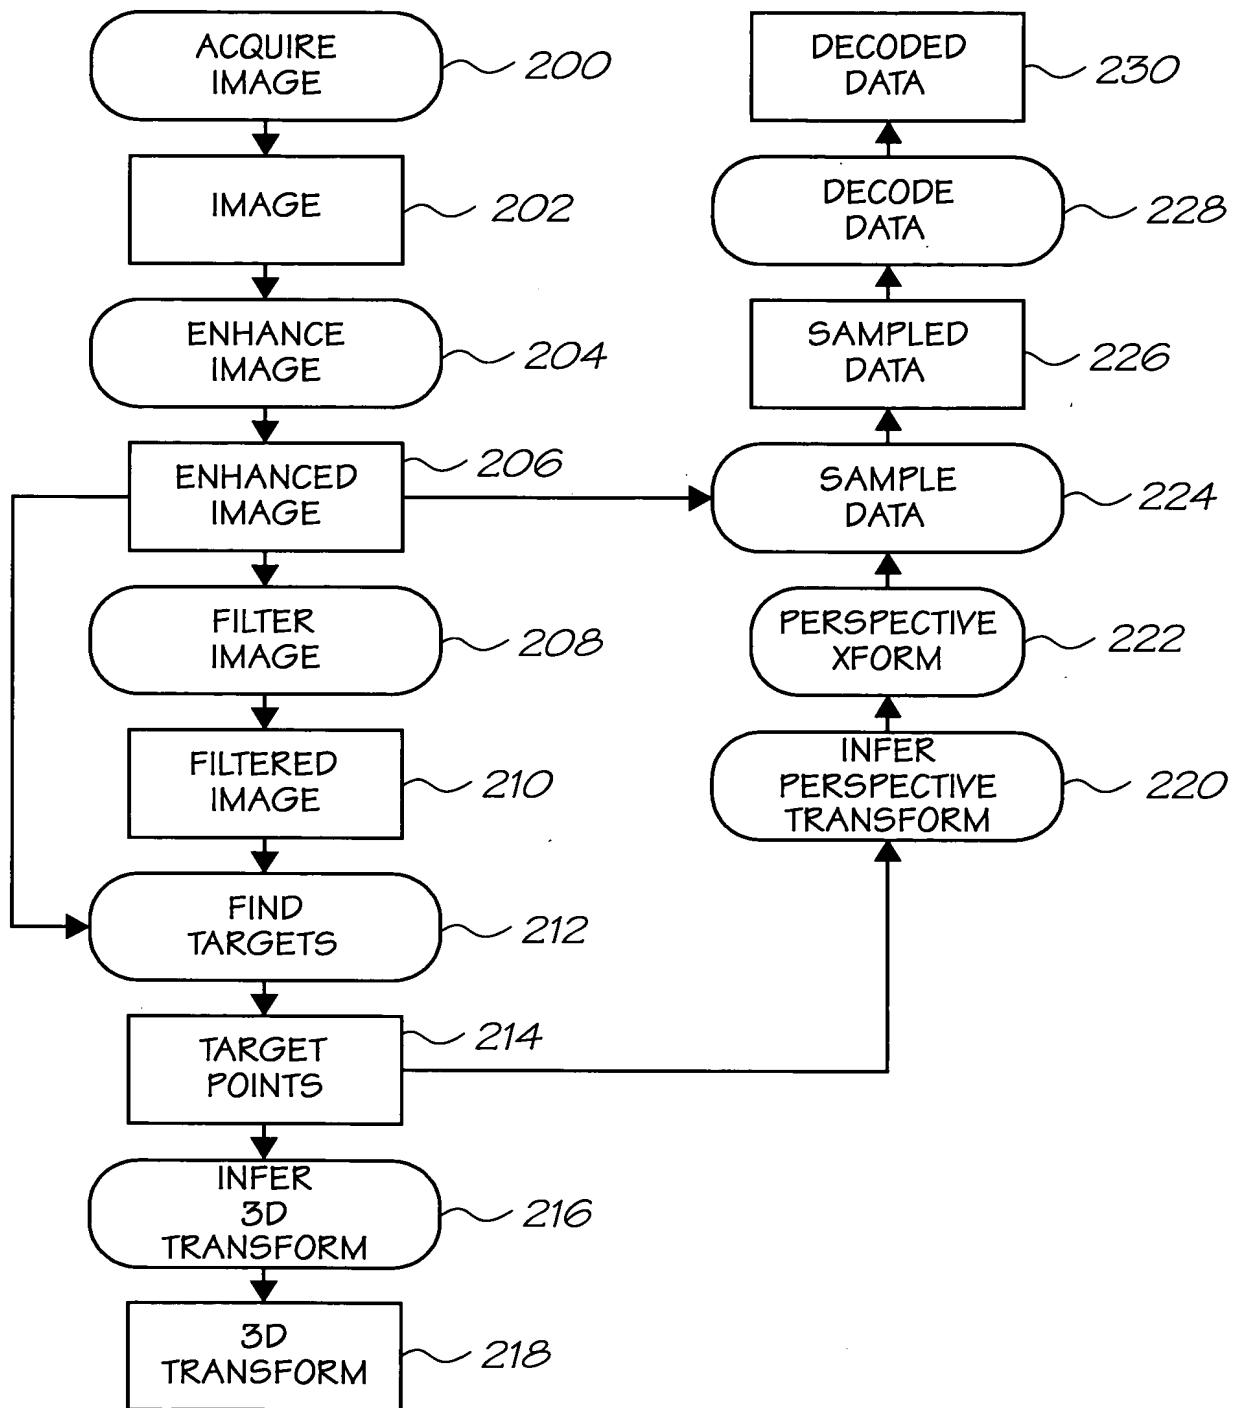 ACQUIRE
IMAGE
200
IMAGE
202
ENHANCE
IMAGE
204
ENHANCED
IMAGE
206
FILTER
IMAGE
208
FILTERED
IMAGE
210
FIND
TARGETS
212
TARGET
POINTS
214
INFER
3D
TRANSFORM
216
3D
TRANSFORM
218
DECODED
DATA
230
DECODE
DATA
228
SAMPLED
DATA
226
SAMPLE
DATA
224
PERSPECTIVE
XFORM
222
INFER
PERSPECTIVE
TRANSFORM
220